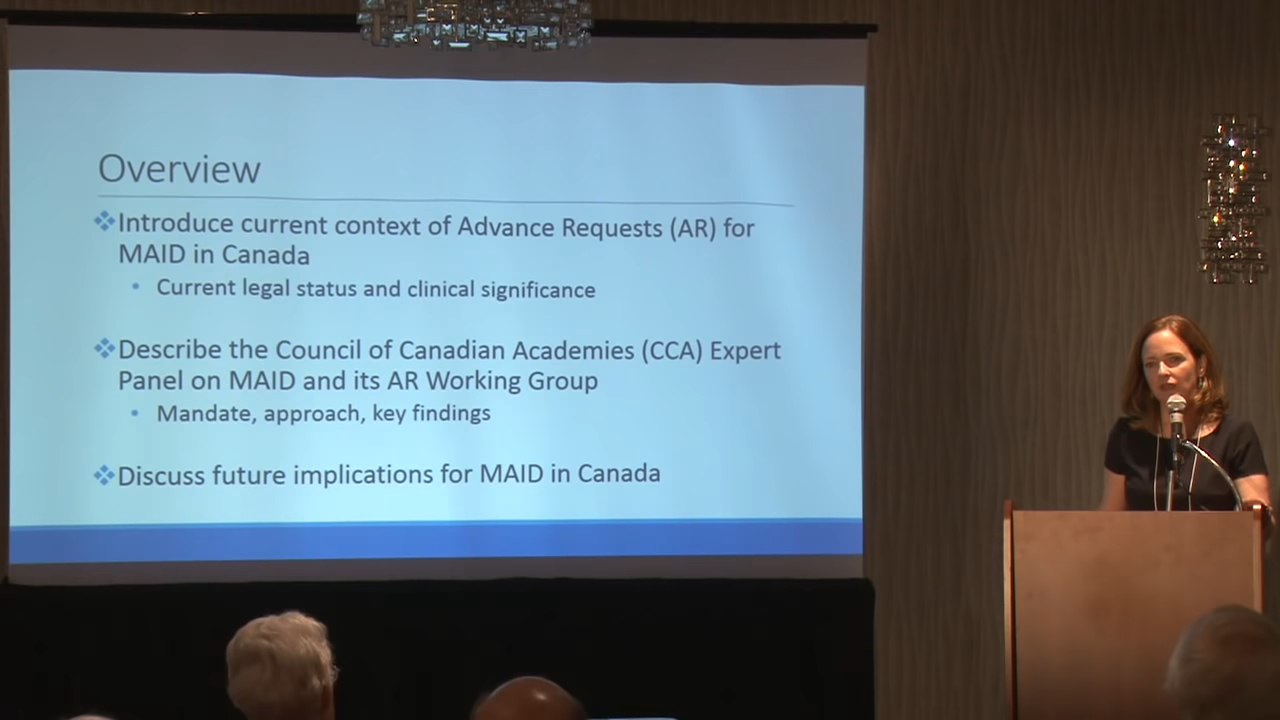 Overview
❖Introduce current context of Advance Requests (AR) for
MAID in Canada
• Current legal status and clinical significance
❖Describe the Council of Canadian Academies (CCA) Expert
Panel on MAID and its AR Working Group
• Mandate, approach, key findings
❖Discuss future implications for MAID in Canada